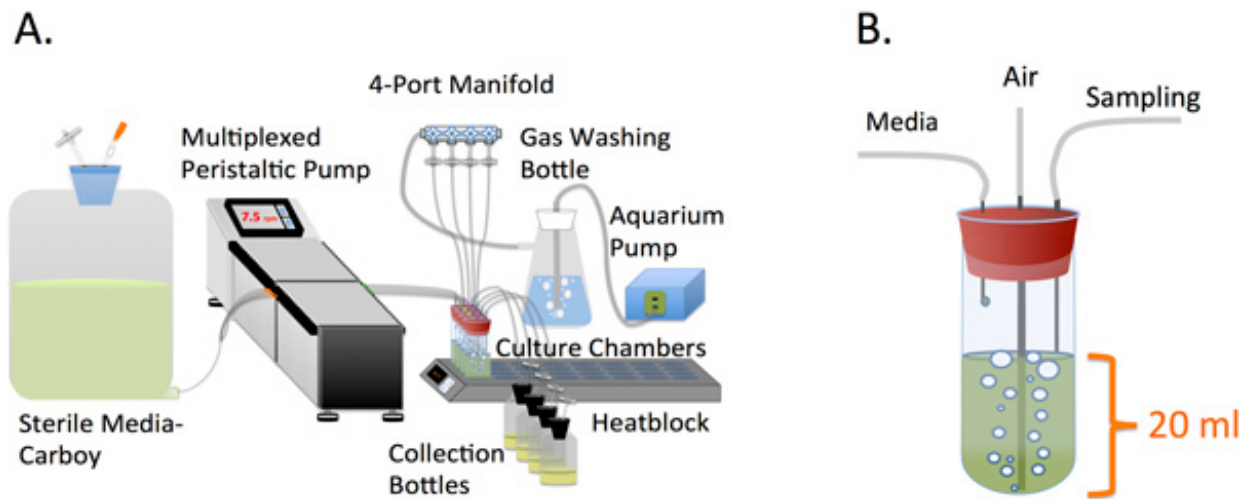 A.
4-Port Manifold
Multiplexed
Peristaltic Pump
7.5 rpm
Gas Washing
Bottle
Aquarium
Pump
Culture Chambers
Heatblock
Sterile Media-
Carboy
Collection
Bottles
B.
Air
Media
Sampling
20 ml